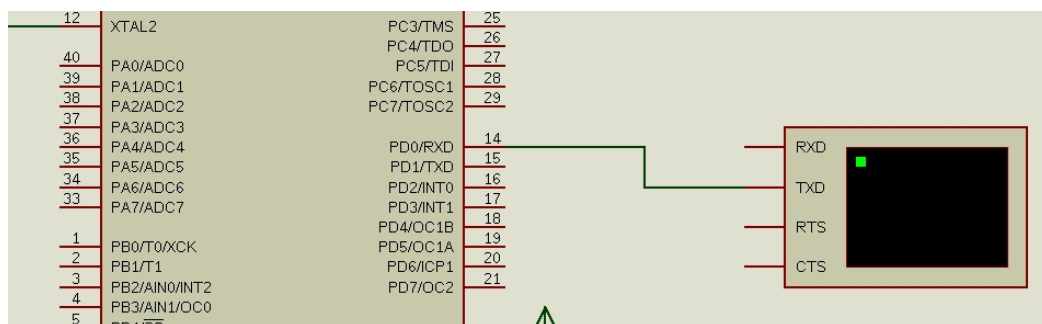 12
XTAL2
40
PA0/ADC0
39
PA1/ADC1
38
PA2/ADC2
37
PA3/ADC3
36
PA4/ADC4
35
PA5/ADC5
34
PA6/ADC6
33
PA7/ADC7
1
PB0/T0/XCK
2
PB1/T1
3
PB2/AIN0/INT2
4
PB3/AIN1/OC0
5
PC3/TMS
25
PC4/TDO
26
PC5/TDI
27
PC6/TOSC1
28
PC7/TOSC2
29
PD0/RXD
14
PD1/TXD
15
PD2/INT0
16
PD3/INT1
17
PD4/OC1B
18
PD5/OC1A
19
PD6/ICP1
20
PD7/OC2
21
RXD
TXD
RTS
CTS